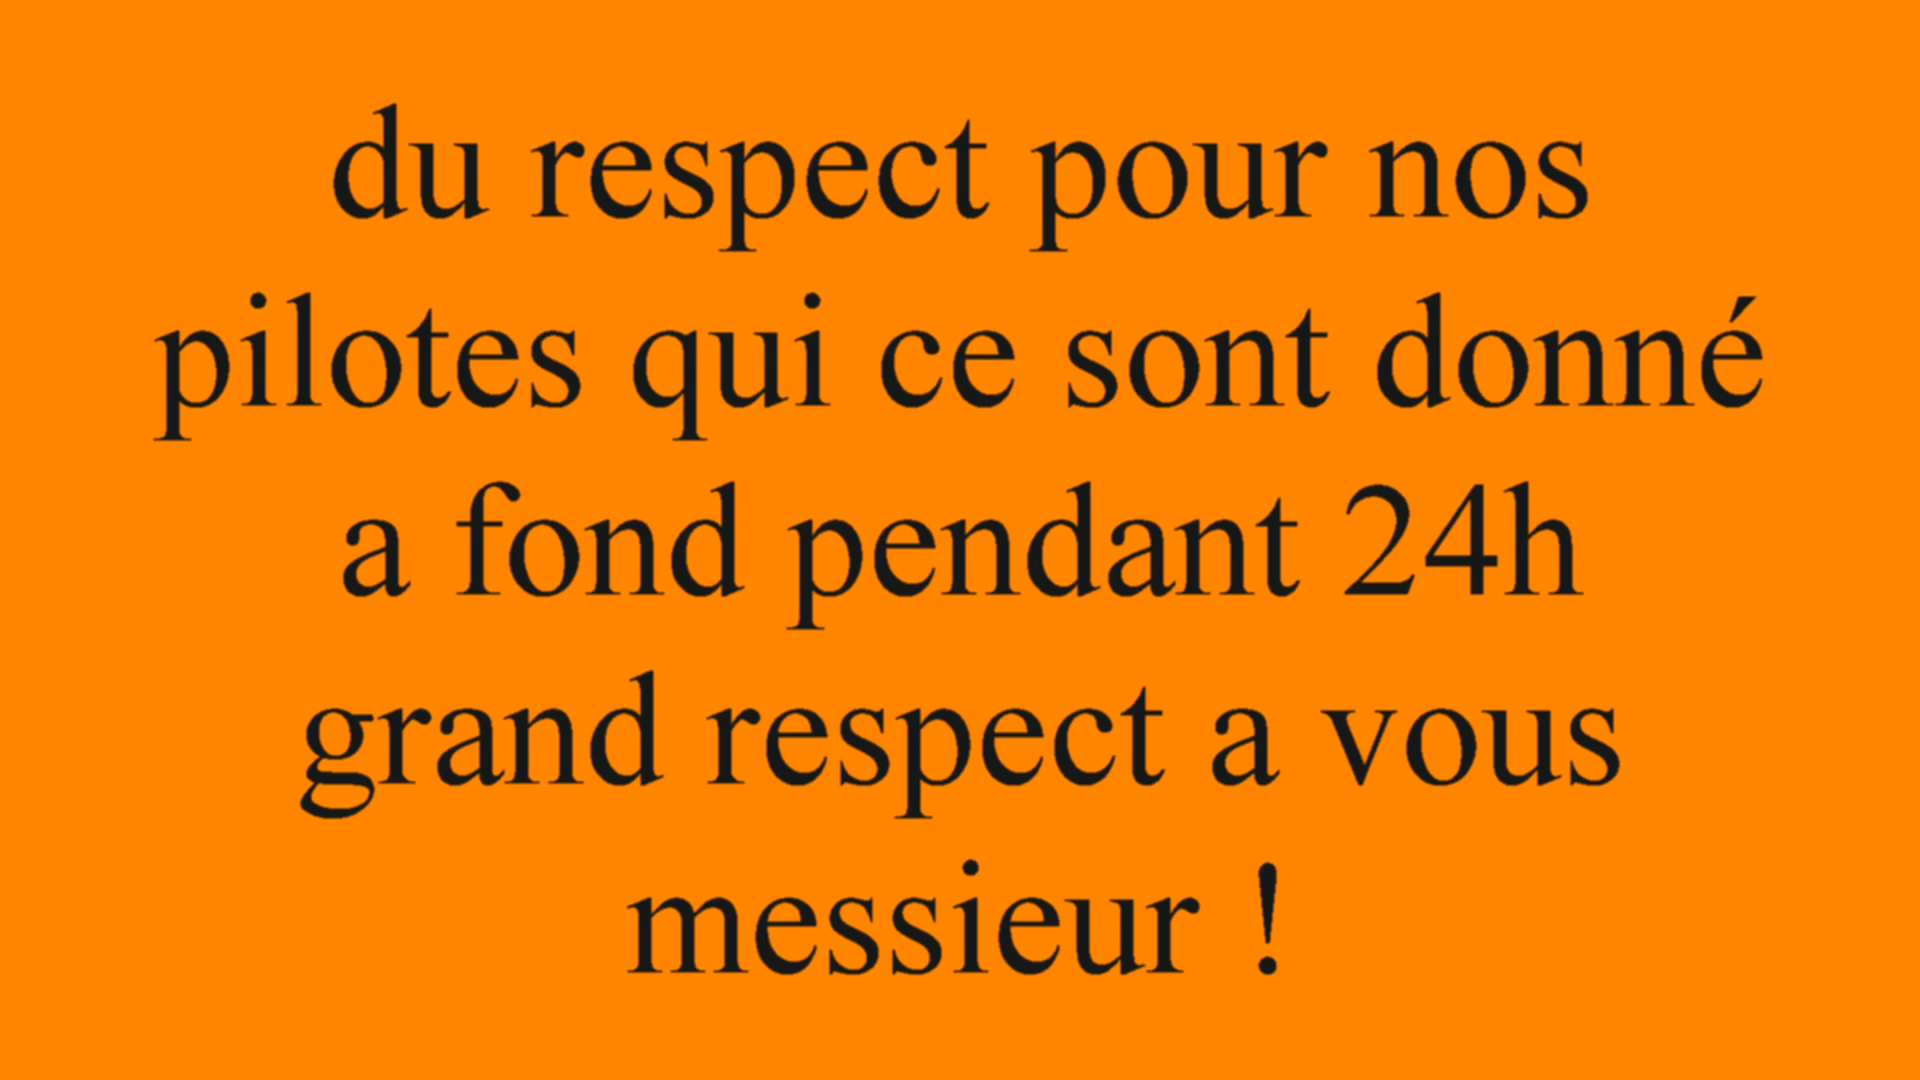 du respect pour nos
pilotes qui ce sont donné
a fond pendant 24h
grand respect a vous
messieur !